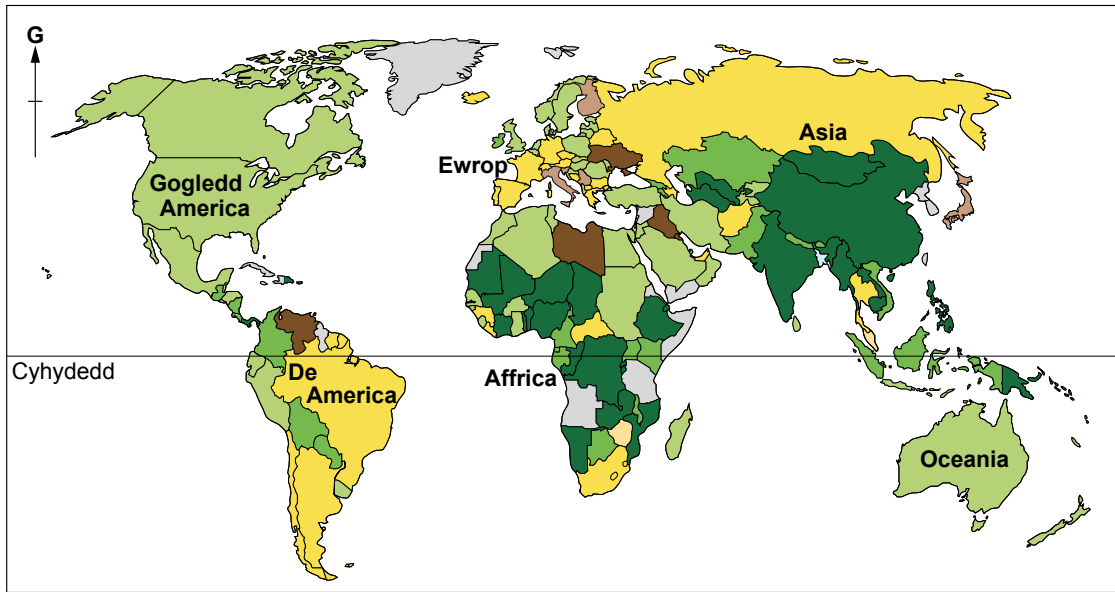 G
Asia
Ewrop
Gogledd
America
Cyhydedd
De
America
Affrica
Oceania